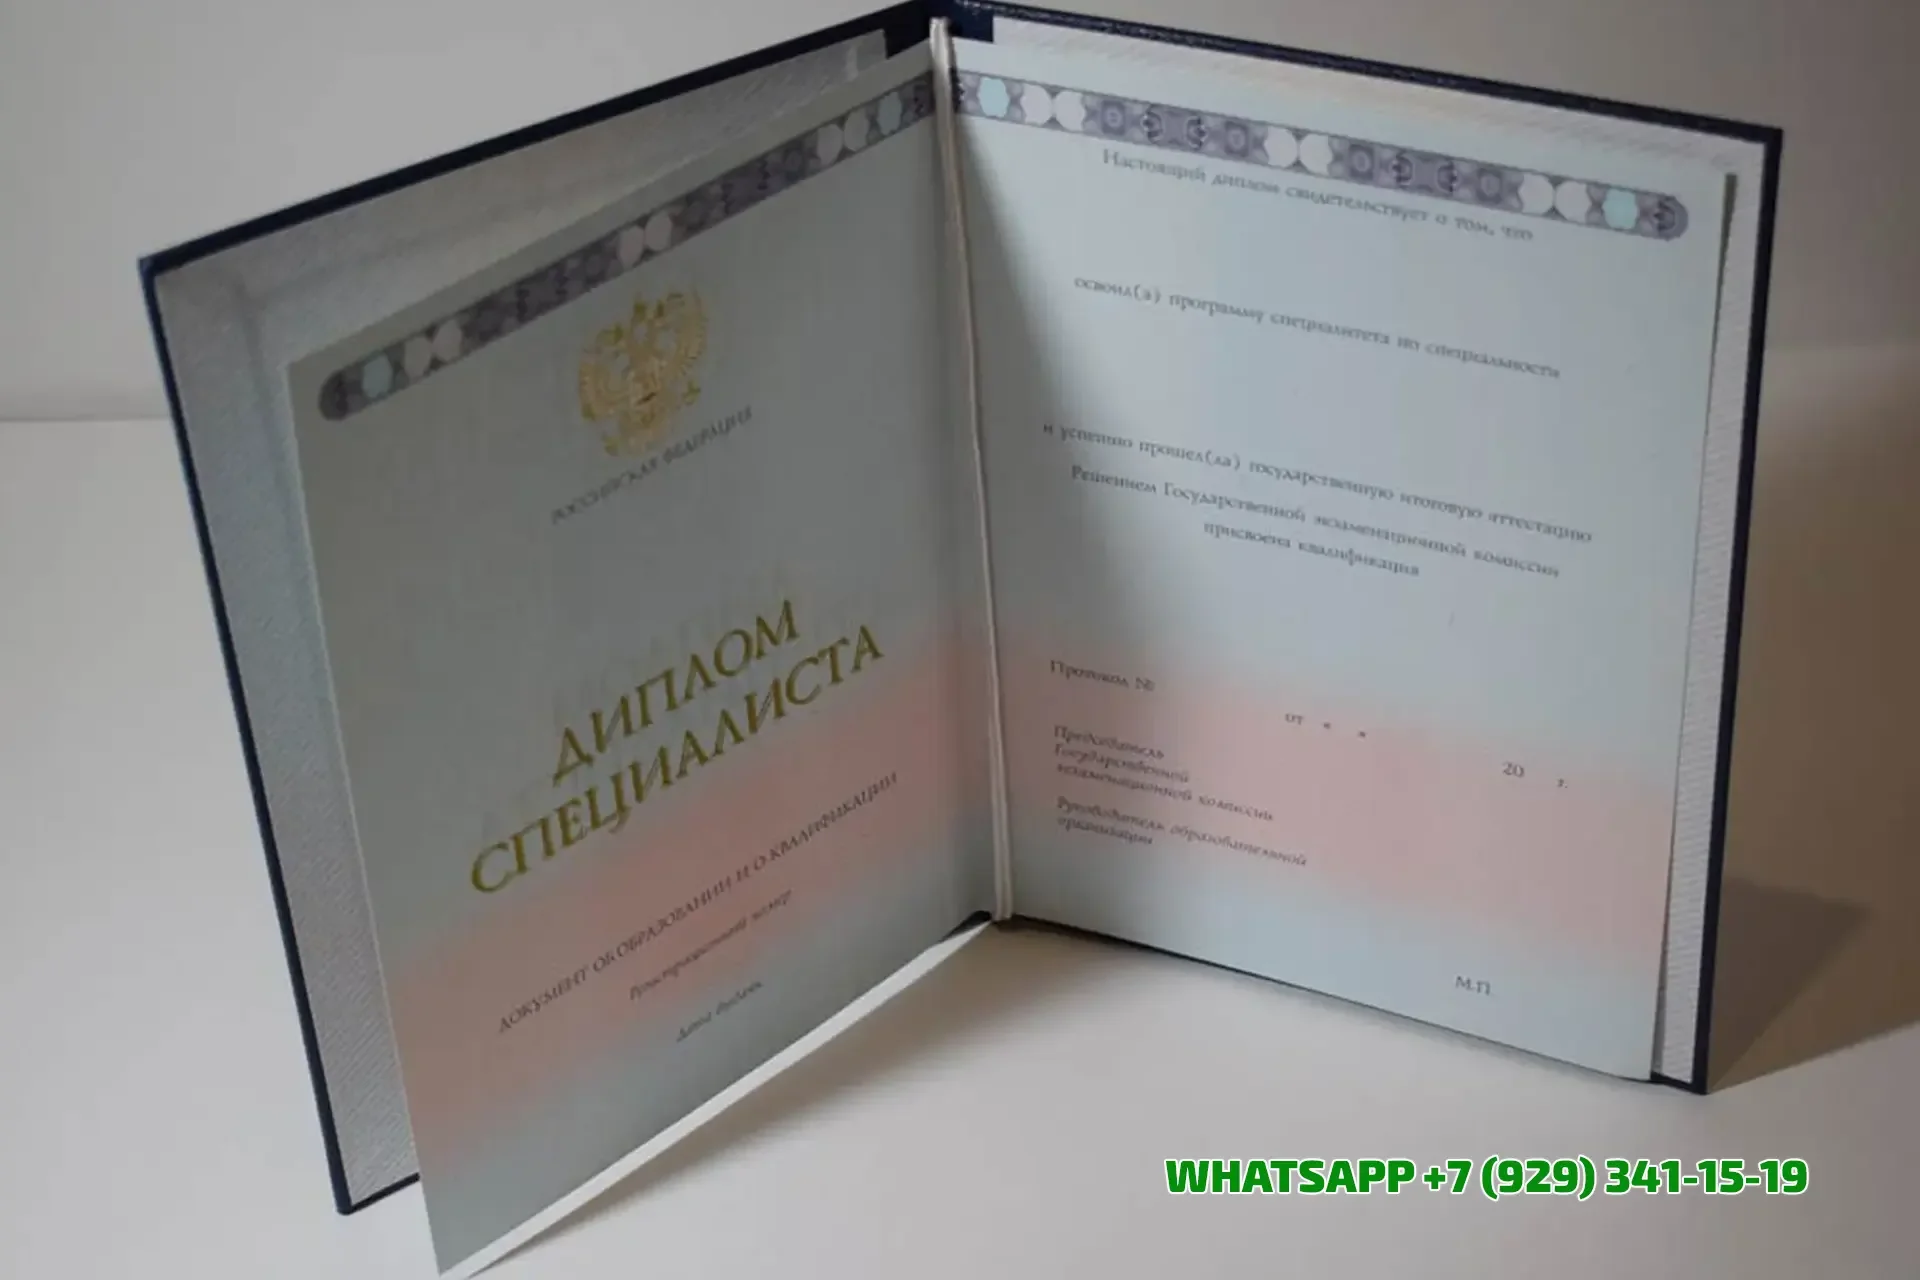 РОССИЙСКАЯ ФЕДЕРАЦИЯ
ДИПЛОМ
СПЕЦИАЛИСТА
ДОКУМЕНТ ОБ ОБРАЗОВАНИИ И О КВАЛИФИКАЦИИ
Регистрационный номер
Дата выдачи
Настоящий диплом свидетельствует о том, что
освоил(а) программу специалитета по специальности
и успешно прошел(ла) государственную итоговую аттестацию
Решением Государственной экзаменационной комиссии
присвоена квалификация
Протокол №
от « »
20 г.
Председатель
Государственной
экзаменационной комиссии
Руководитель образовательной
организации
М.П.
WHATSAPP +7 (929) 341-15-19